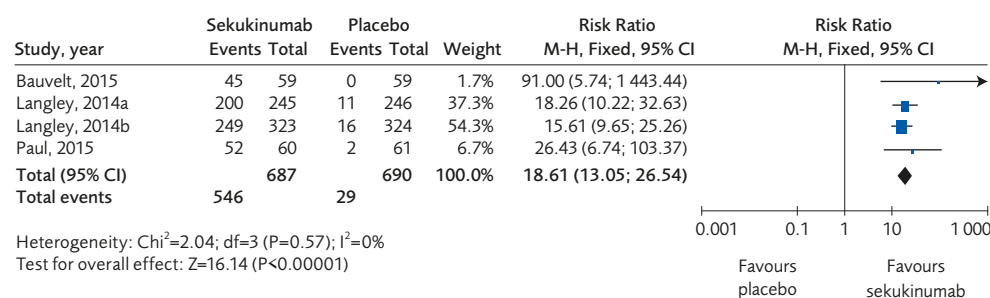 Sekukinumab Placebo Risk Ratio Risk Ratio
Study, year Events Total Events Total Weight M-H, Fixed, 95% CI M-H, Fixed, 95% CI
Bauvelt, 2015 45 59 0 59 1.7% 91.00 (5.74; 1 443.44)
Langley, 2014a 200 245 11 246 37.3% 18.26 (10.22; 32.63)
Langley, 2014b 249 323 16 324 54.3% 15.61 (9.65; 25.26)
Paul, 2015 52 60 2 61 6.7% 26.43 (6.74; 103.37)
Total (95% CI) 687 690 100.0% 18.61 (13.05; 26.54)
Total events 546 29
0.001 0.1 1 10 1 000
Heterogeneity: Chi²=2.04; df=3 (P=0.57); I²=0%
Test for overall effect: Z=16.14 (P<0.00001)
Favours placebo
Favours sekukinumab